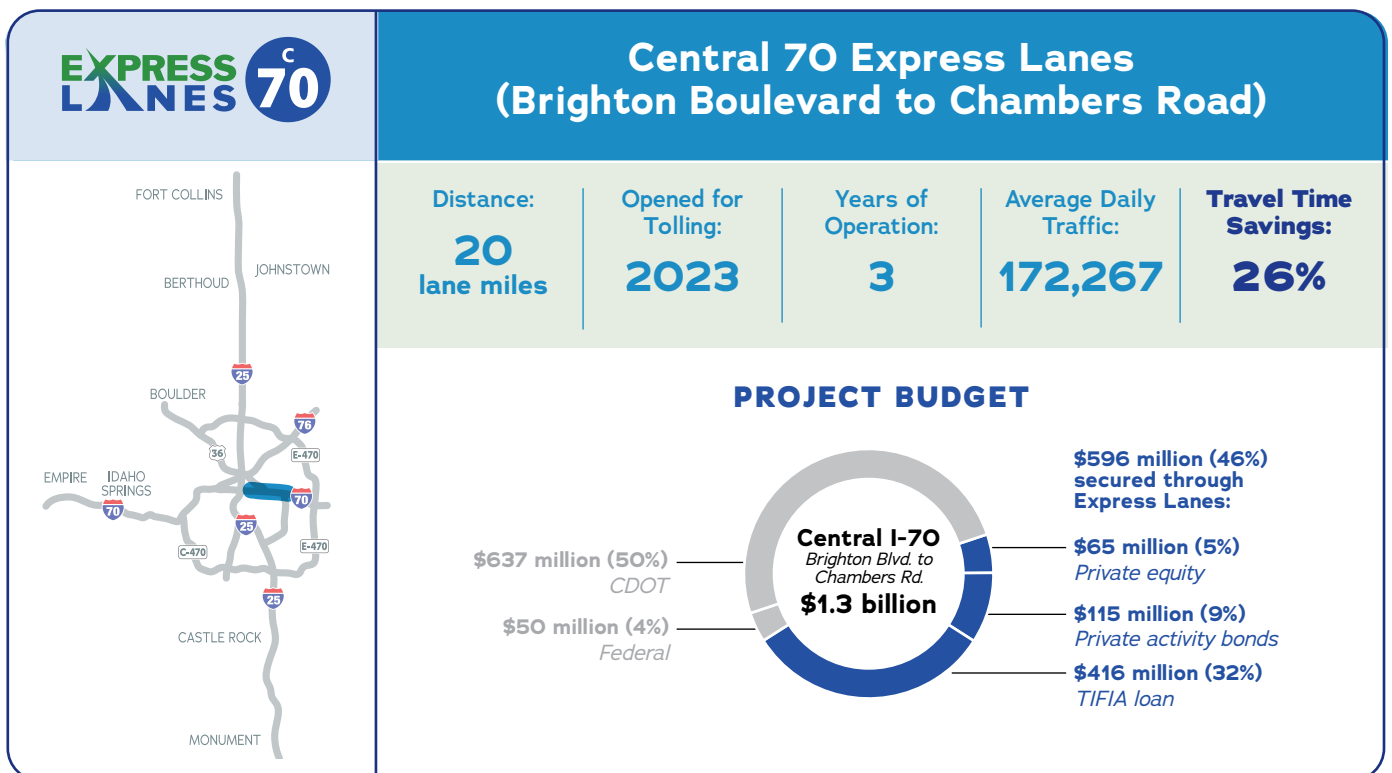 EXPRESS
LANES
C
70
Central 70 Express Lanes
(Brighton Boulevard to Chambers Road)
Distance:
20
lane miles
Opened for
Tolling:
2023
Years of
Operation:
3
Average Daily
Traffic:
172,267
Travel Time
Savings:
26%
FORT COLLINS
JOHNSTOWN
BERTHOUD
25
BOULDER
76
36
E-470
EMPIRE
IDAHO
SPRINGS
70
70
25
C-470
E-470
25
CASTLE ROCK
MONUMENT
PROJECT BUDGET
Central I-70
Brighton Blvd. to
Chambers Rd.
$1.3 billion
$637 million (50%)
CDOT
$50 million (4%)
Federal
$596 million (46%)
secured through
Express Lanes:
$65 million (5%)
Private equity
$115 million (9%)
Private activity bonds
$416 million (32%)
TIFIA loan